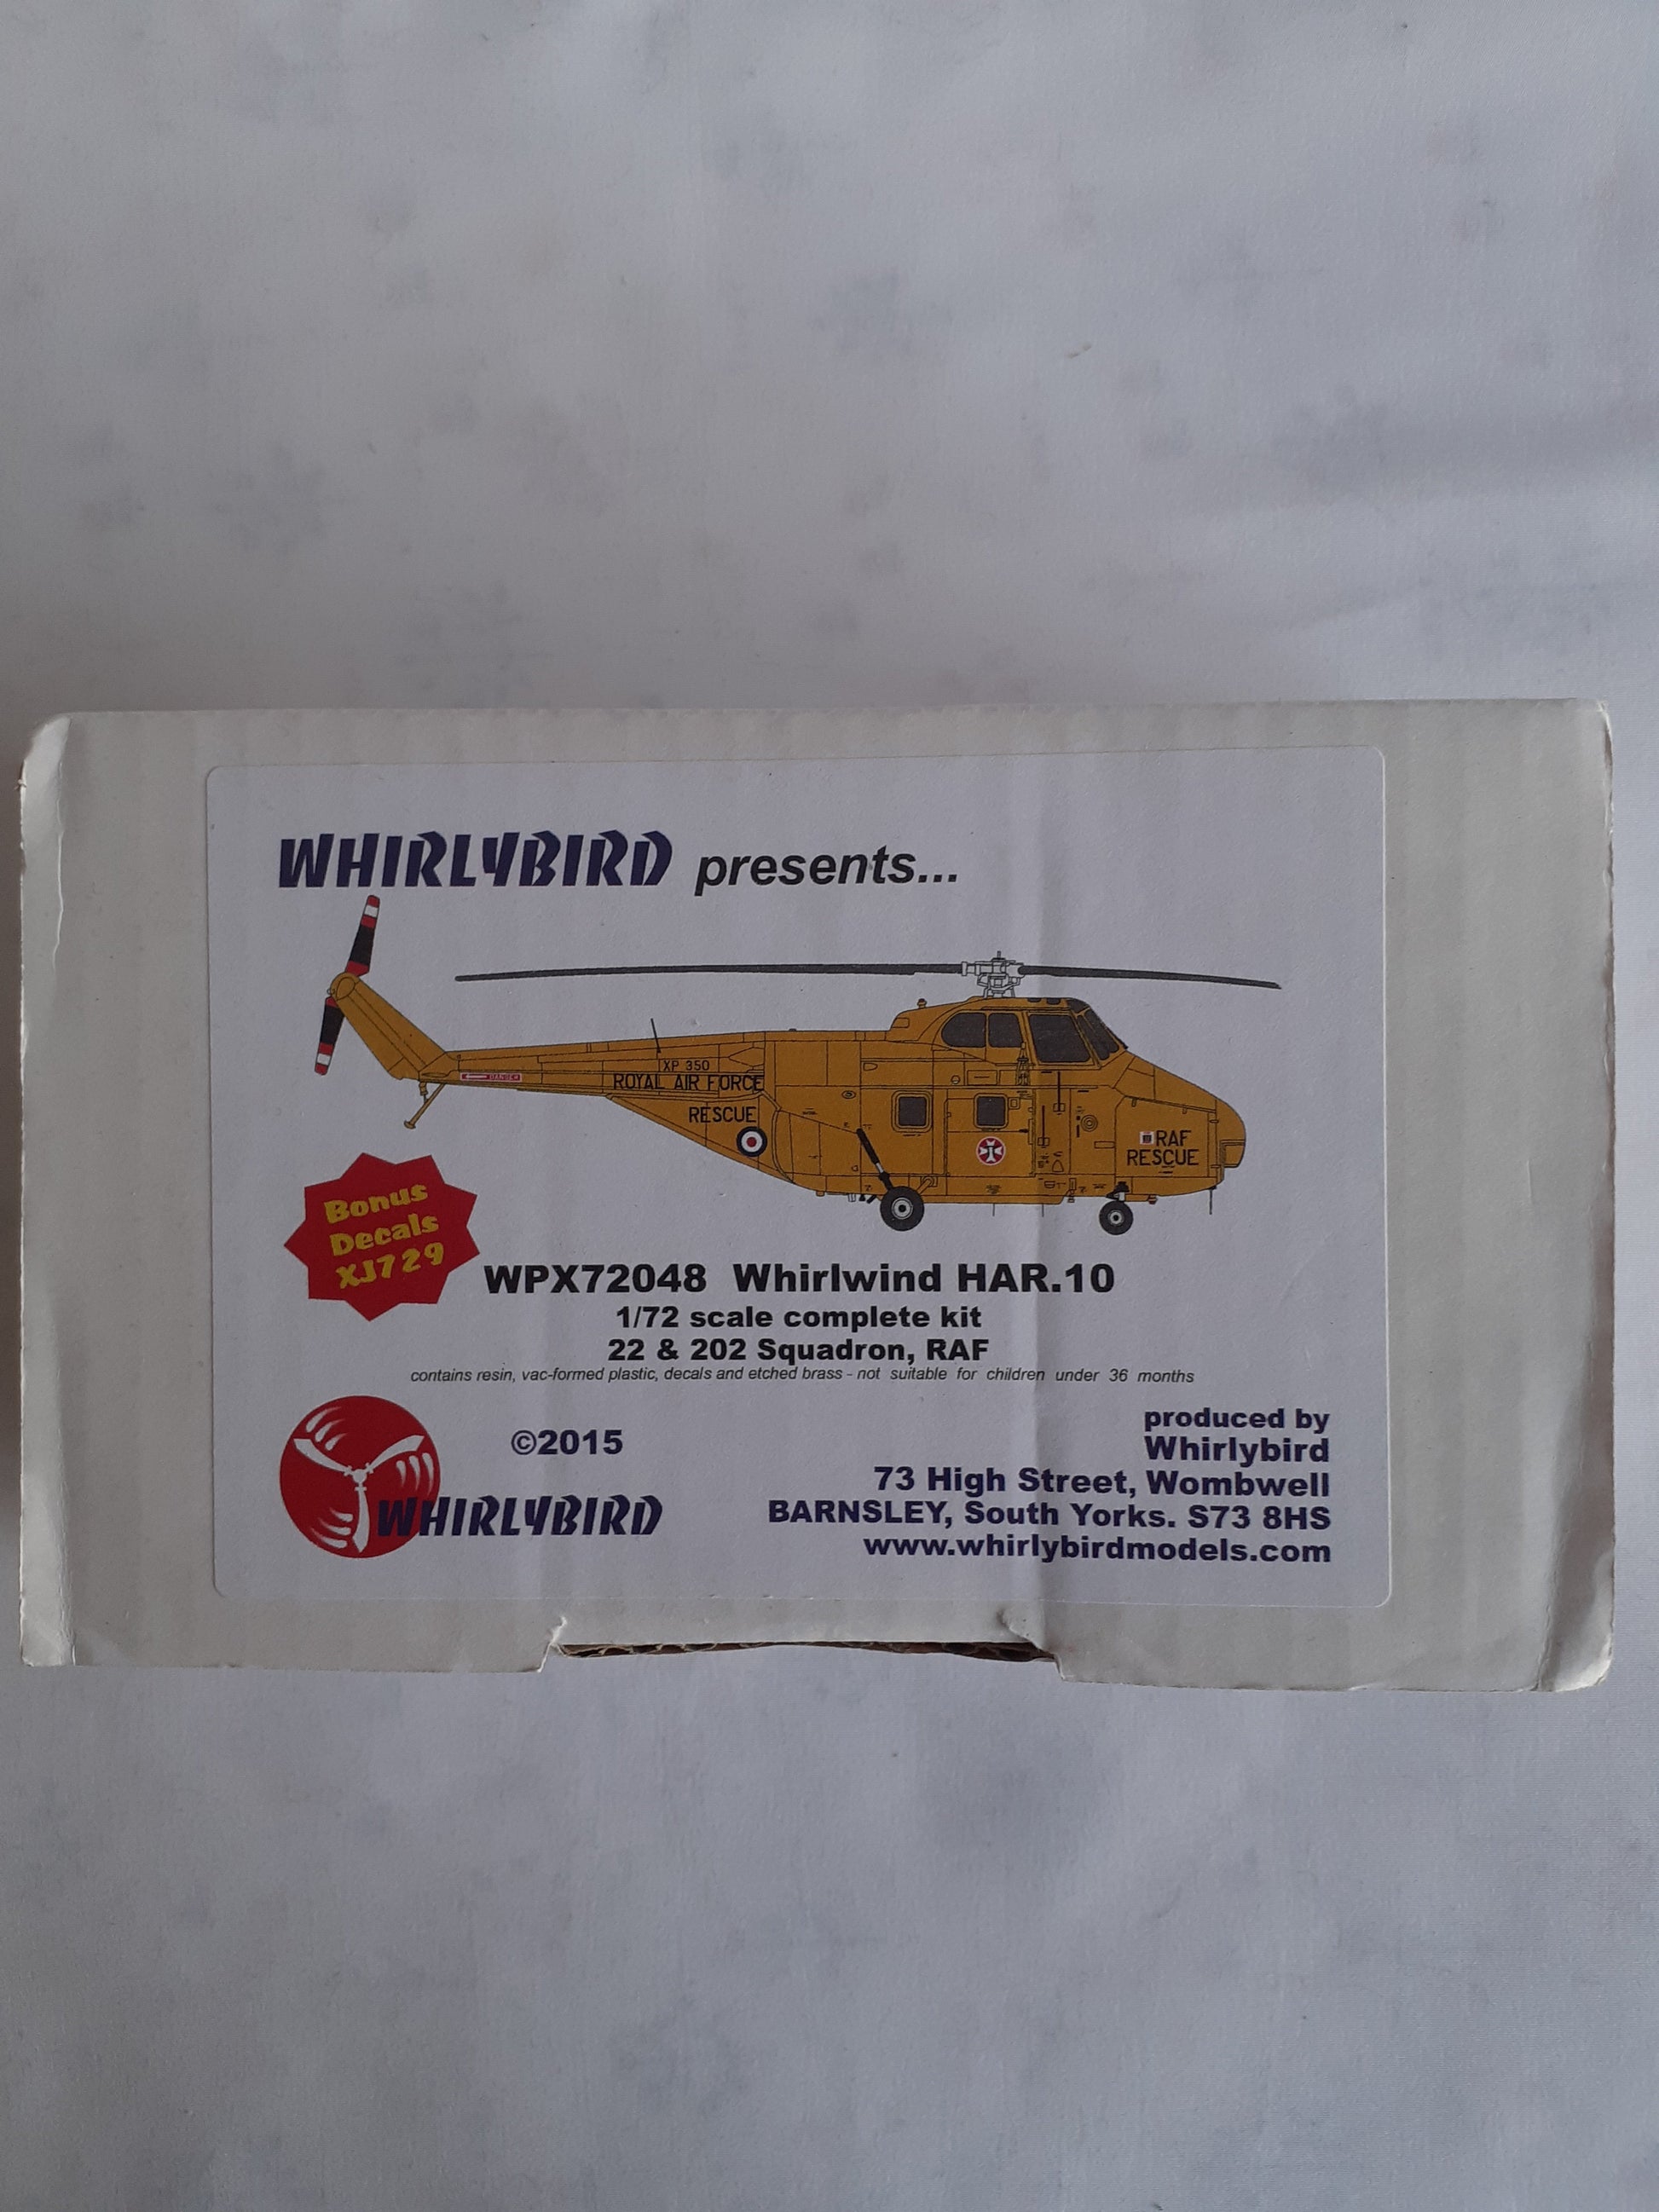 WHIRLYBIRD presents...
XP 350
DANGER
ROYAL AIR FORCE
RESCUE
RAF
RESCUE
Bonus
Decals
XJ729
WPX72048 Whirlwind HAR.10
1/72 scale complete kit
22 & 202 Squadron, RAF
contains resin, vac-formed plastic, decals and etched brass - not suitable for children under 36 months
©2015
WHIRLYBIRD
produced by
Whirlybird
73 High Street, Wombwell
BARNSLEY, South Yorks. S73 8HS
www.whirlybirdmodels.com